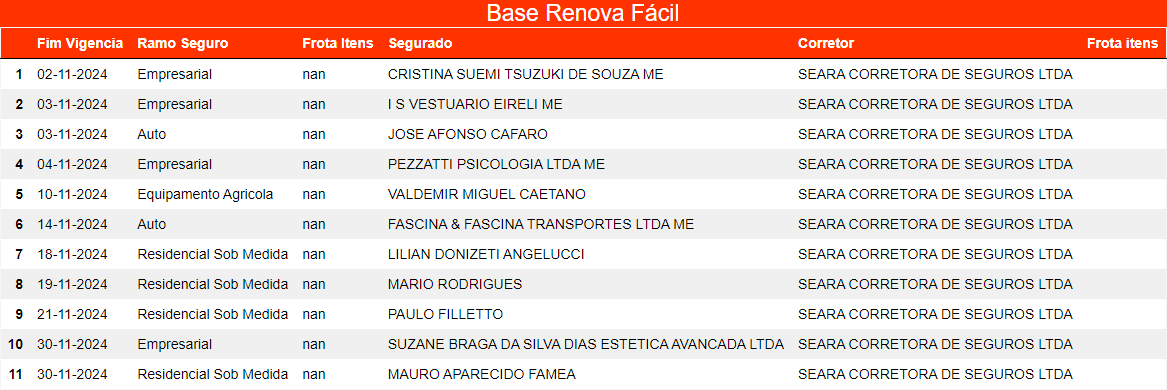 Base Renova Fácil
Fim Vigencia Ramo Seguro Frota Itens Segurado Corretor Frota itens
1 02-11-2024 Empresarial nan CRISTINA SUEMI TSUZUKI DE SOUZA ME SEARA CORRETORA DE SEGUROS LTDA
2 03-11-2024 Empresarial nan I S VESTUARIO EIRELI ME SEARA CORRETORA DE SEGUROS LTDA
3 03-11-2024 Auto nan JOSE AFONSO CAFARO SEARA CORRETORA DE SEGUROS LTDA
4 04-11-2024 Empresarial nan PEZZATTI PSICOLOGIA LTDA ME SEARA CORRETORA DE SEGUROS LTDA
5 10-11-2024 Equipamento Agricola nan VALDEMIR MIGUEL CAETANO SEARA CORRETORA DE SEGUROS LTDA
6 14-11-2024 Auto nan FASCINA & FASCINA TRANSPORTES LTDA ME SEARA CORRETORA DE SEGUROS LTDA
7 18-11-2024 Residencial Sob Medida nan LILIAN DONIZETI ANGELUCCI SEARA CORRETORA DE SEGUROS LTDA
8 19-11-2024 Residencial Sob Medida nan MARIO RODRIGUES SEARA CORRETORA DE SEGUROS LTDA
9 21-11-2024 Residencial Sob Medida nan PAULO FILLETTO SEARA CORRETORA DE SEGUROS LTDA
10 30-11-2024 Empresarial nan SUZANE BRAGA DA SILVA DIAS ESTETICA AVANCADA LTDA SEARA CORRETORA DE SEGUROS LTDA
11 30-11-2024 Residencial Sob Medida nan MAURO APARECIDO FAMEA SEARA CORRETORA DE SEGUROS LTDA